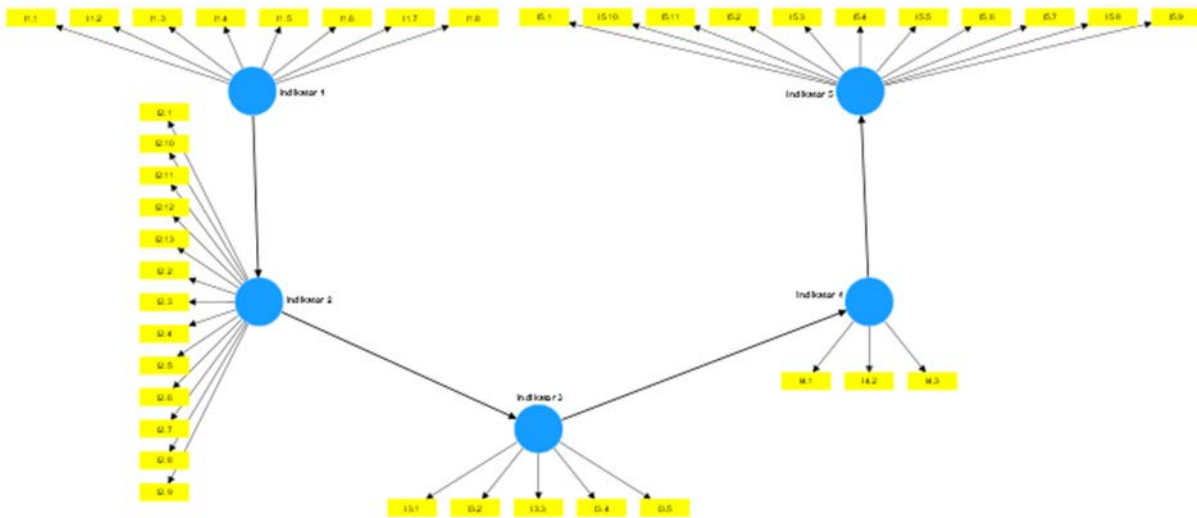 I1.1 I1.2 I1.3 I1.4 I1.5 I1.6 I1.7 I1.8
I5.1 I5.10 I5.11 I5.2 I5.3 I5.4 I5.5 I5.6 I5.7 I5.8 I5.9
Indikator 1
Indikator 5
I2.1
I2.10
I2.11
I2.12
I2.13
I2.2
I2.3
I2.4
I2.5
I2.6
I2.7
I2.8
I2.9
Indikator 2
Indikator 4
I4.1 I4.2 I4.3
Indikator 3
I3.1 I3.2 I3.3 I3.4 I3.5